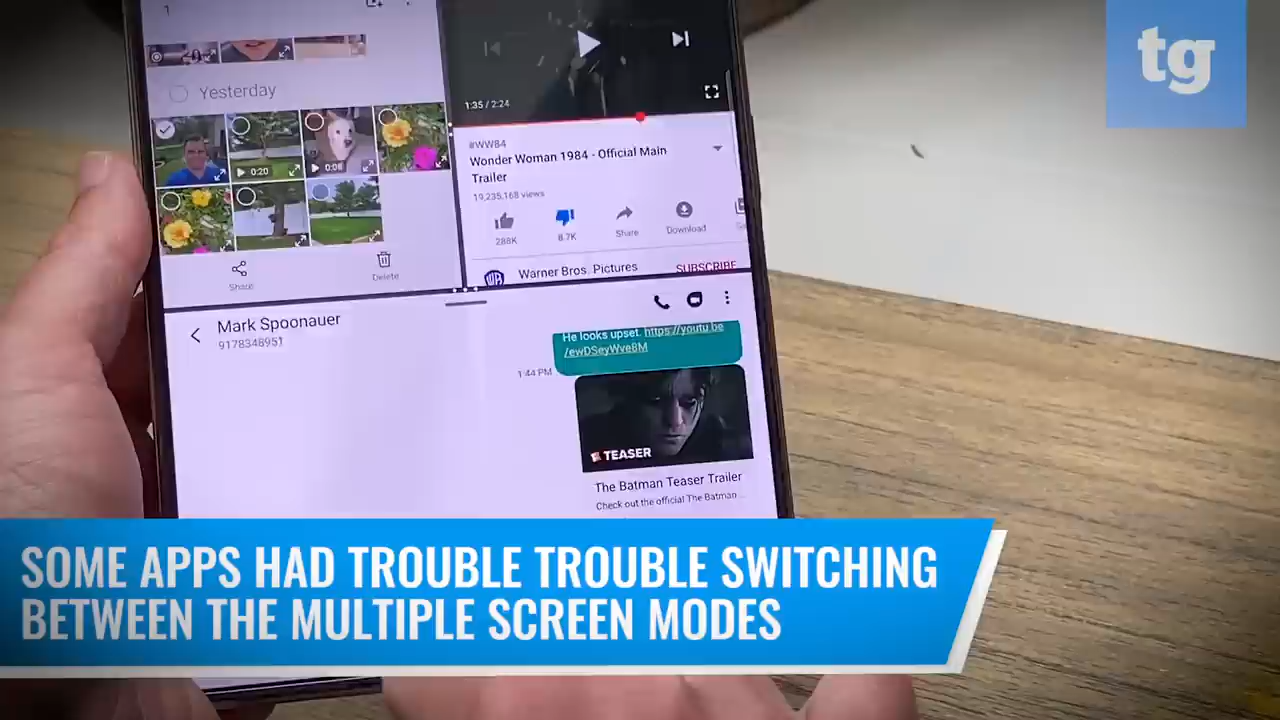 1
tg
Yesterday
0:20
0:08
Share
Delete
1:35 / 2:24
#WW84
Wonder Woman 1984 - Official Main
Trailer
19,235,168 views
288K
8.7K
Share
Download
Warner Bros. Pictures
SUBSCRIBE
Mark Spoonauer
9178348951
He looks upset. https://youtu.be
/ewDSeyWve8M
1:44 PM
TEASER
The Batman Teaser Trailer
Check out the official The Batman ...
SOME APPS HAD TROUBLE TROUBLE SWITCHING
BETWEEN THE MULTIPLE SCREEN MODES